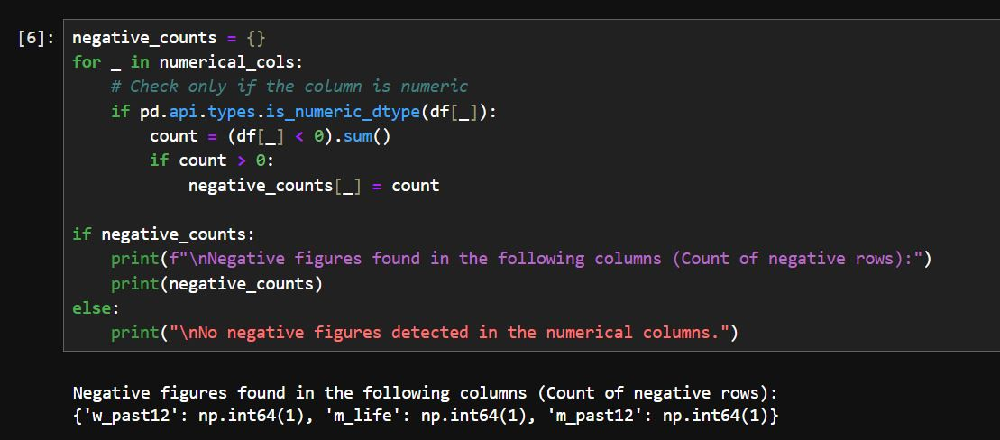 [6]: negative_counts = {}
for _ in numerical_cols:
    # Check only if the column is numeric
    if pd.api.types.is_numeric_dtype(df[_]):
        count = (df[_] < 0).sum()
        if count > 0:
            negative_counts[_] = count

if negative_counts:
    print(f"\nNegative figures found in the following columns (Count of negative rows):")
    print(negative_counts)
else:
    print("\nNo negative figures detected in the numerical columns.")

Negative figures found in the following columns (Count of negative rows):
{'w_past12': np.int64(1), 'm_life': np.int64(1), 'm_past12': np.int64(1)}